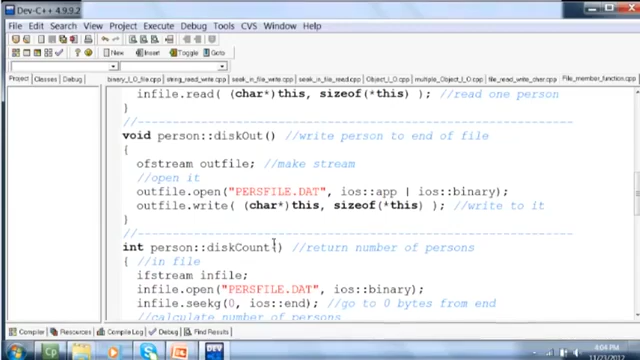 Dev-C++ 4.9.9.2
File Edit Search View Project Execute Debug Tools CVS Window Help
New Insert Toggle Goto
Project Classes Debug binary_I_O_file.cpp string_read_write.cpp seek_in_file_write.cpp seek_in_file_read.cpp Object_I_O.cpp multiple_Object_I_O.cpp file_read_write_char.cpp File_member_function.cpp
infile.read( (char*)this, sizeof(*this) ); //read one person
}
//---------------------------------------------------------
void person::diskOut() //write person to end of file
{
ofstream outfile; //make stream
//open it
outfile.open("PERSFILE.DAT", ios::app | ios::binary);
outfile.write( (char*)this, sizeof(*this) ); //write to it
}
//---------------------------------------------------------
int person::diskCount() //return number of persons
{ //in file
ifstream infile;
infile.open("PERSFILE.DAT", ios::binary);
infile.seekg(0, ios::end); //go to 0 bytes from end
//calculate number of persons
Compiler Resources Compile Log Debug Find Results
Cp DEV
4:04 PM
11/23/2012